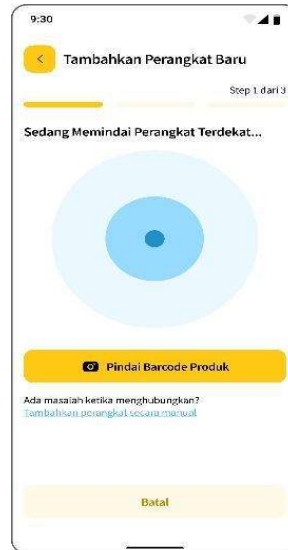 9:30
Tambahkan Perangkat Baru
Step 1 dari 3
Sedang Memindai Perangkat Terdekat...
Pindai Barcode Produk
Ada masalah ketika menghubungkan?
Tambahkan perangkat secara manual
Batal